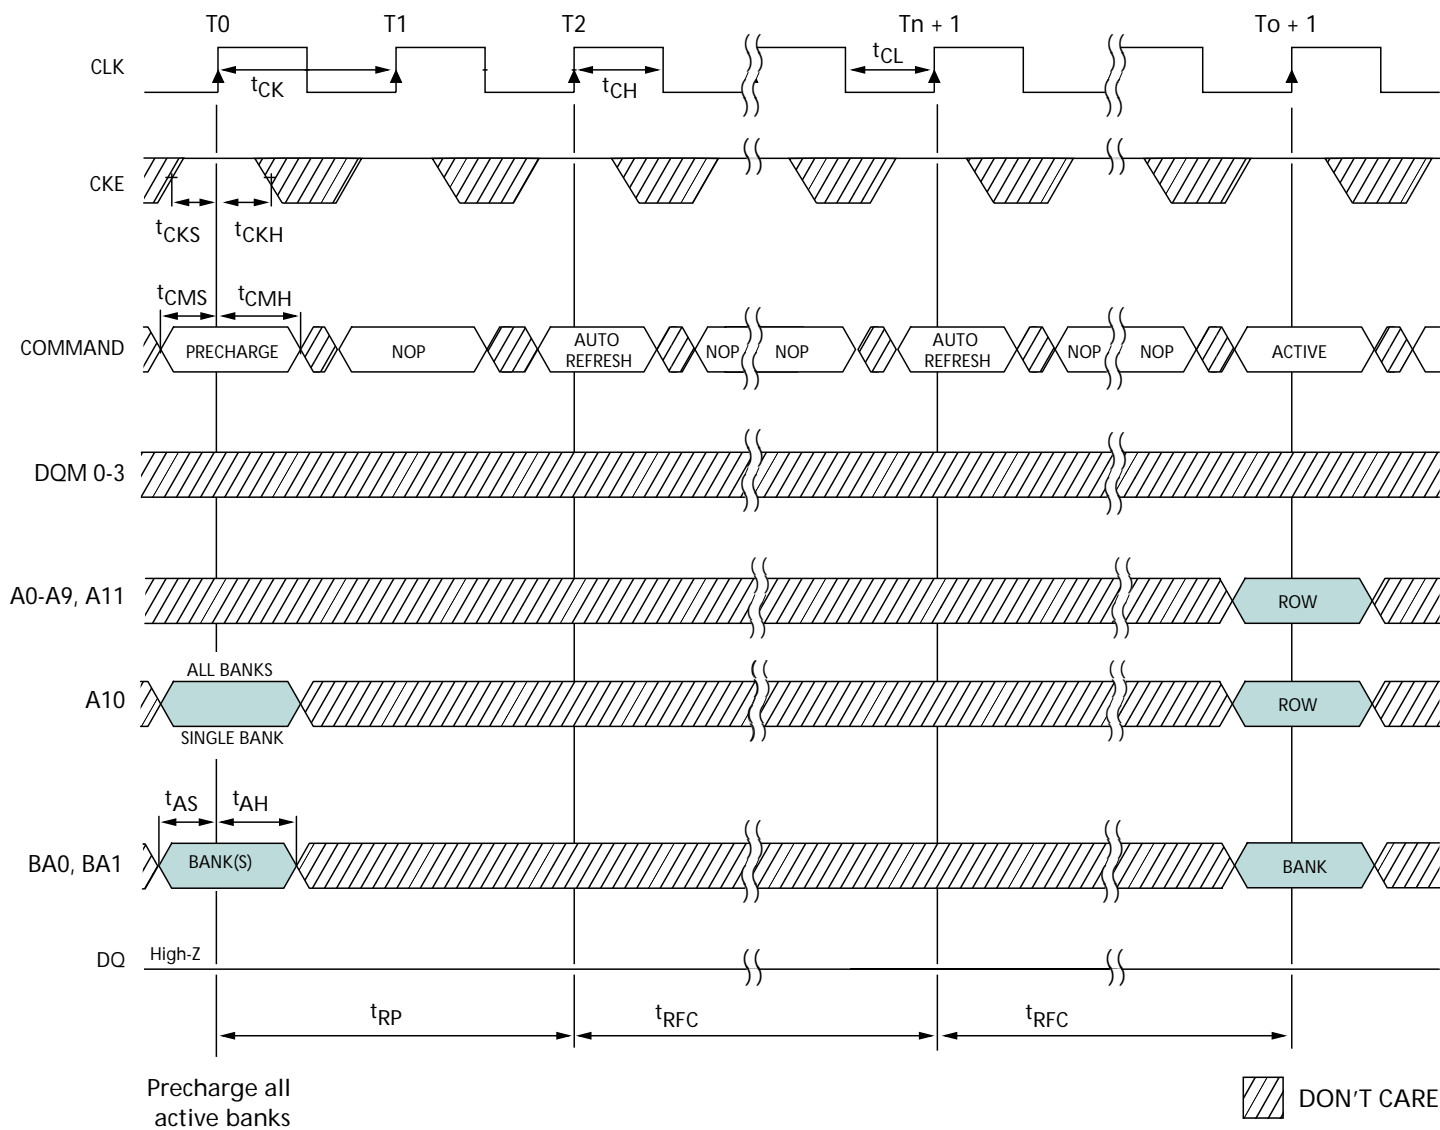 T0 T1 T2 Tn + 1 To + 1
CLK
tCK tCH tCL
CKE
tCKS tCKH
tCMS tCMH
COMMAND PRECHARGE NOP AUTO REFRESH NOP NOP AUTO REFRESH NOP NOP ACTIVE
DQM 0-3
A0-A9, A11 ROW
ALL BANKS
A10 ROW
SINGLE BANK
tAS tAH
BA0, BA1 BANK(S) BANK
DQ High-Z
tRP tRFC tRFC
Precharge all
active banks
DON'T CARE